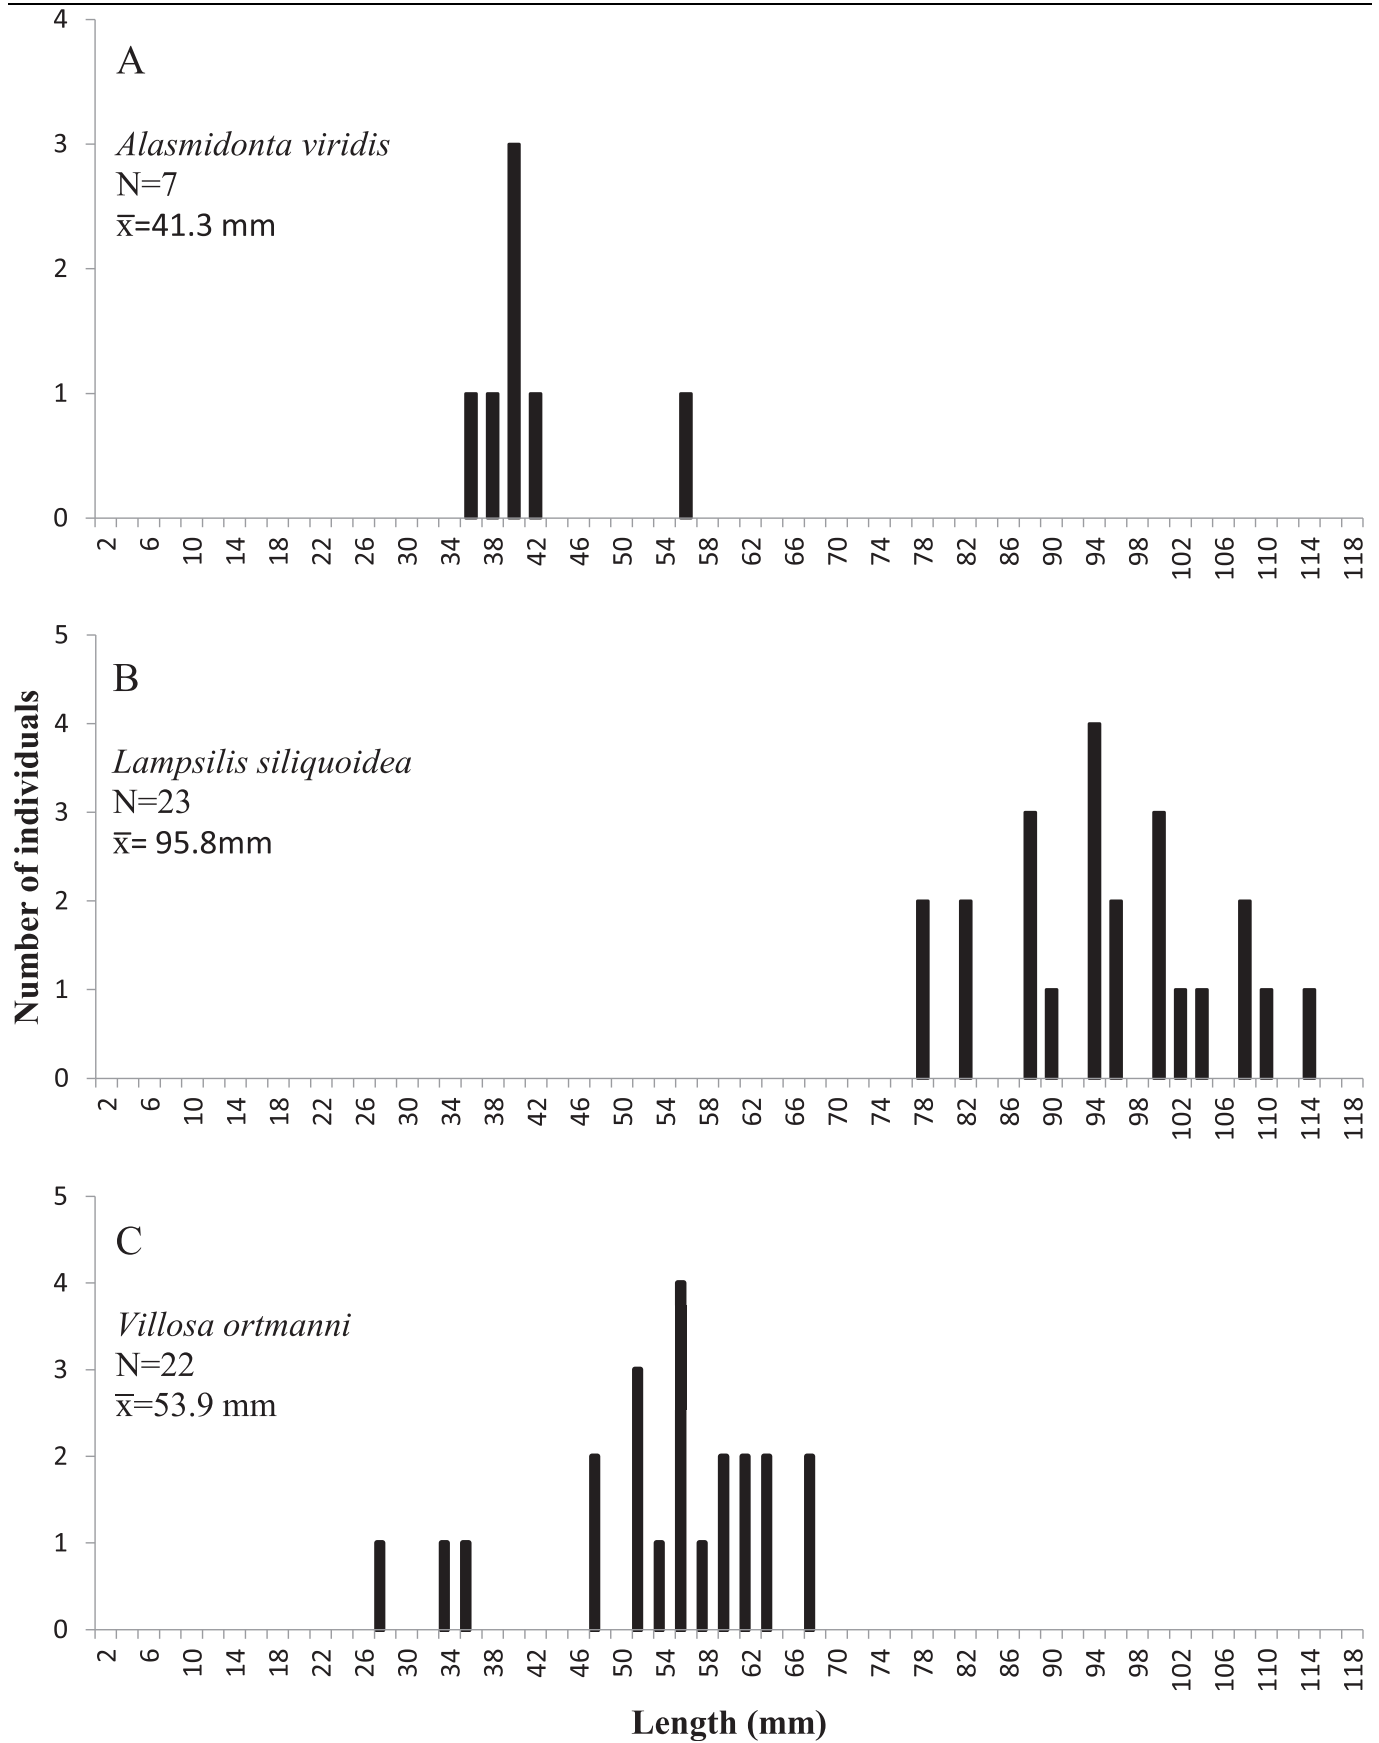 4
A
3
Alasmidonta viridis
N=7
x̅=41.3 mm
2
1
0
2 6 10 14 18 22 26 30 34 38 42 46 50 54 58 62 66 70 74 78 82 86 90 94 98 102 106 110 114 118
5
B
4
Lampsilis siliquoidea
N=23
3
x̅= 95.8mm
2
1
0
2 6 10 14 18 22 26 30 34 38 42 46 50 54 58 62 66 70 74 78 82 86 90 94 98 102 106 110 114 118
Number of individuals
5
C
4
Villosa ortmanni
N=22
3
x̅=53.9 mm
2
1
0
2 6 10 14 18 22 26 30 34 38 42 46 50 54 58 62 66 70 74 78 82 86 90 94 98 102 106 110 114 118
Length (mm)